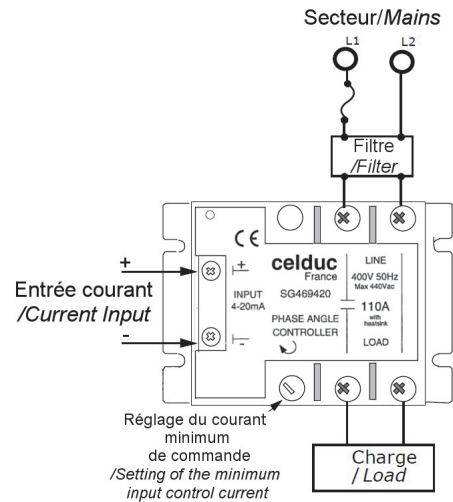 Secteur/Mains
L1 L2
Filtre
/Filter
CE
celduc
France
SG469420
LINE
400V 50Hz
Max 440Vac
+
Entrée courant
/Current Input
-
+
INPUT
4-20mA
-
PHASE ANGLE
CONTROLLER
110A
with
heatsink
LOAD
Réglage du courant
minimum
de commande
/Setting of the minimum
input control current
Charge
/ Load